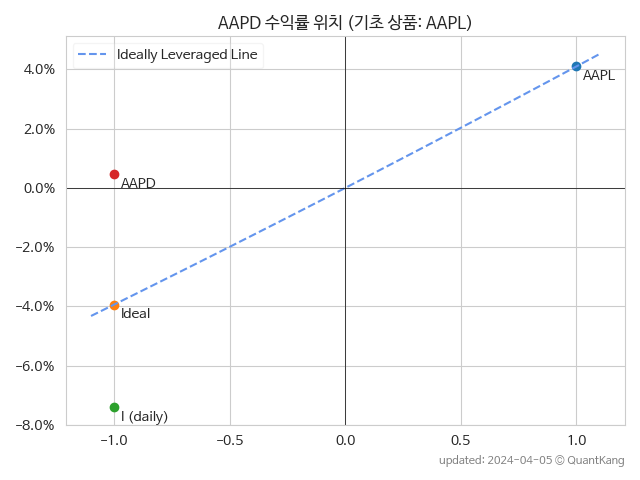 AAPD 수익률 위치 (기초 상품: AAPL)
Ideally Leveraged Line
4.0%
AAPL
2.0%
AAPD
0.0%
−2.0%
−4.0%
Ideal
−6.0%
I (daily)
−8.0%
−1.0 −0.5 0.0 0.5 1.0
updated: 2024-04-05 © QuantKang